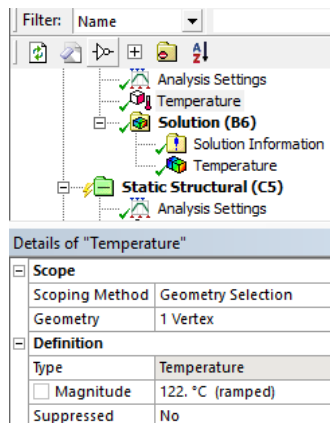 Filter: Name
Analysis Settings
Temperature
Solution (B6)
Solution Information
Temperature
Static Structural (C5)
Analysis Settings
Details of "Temperature"
Scope
Scoping Method Geometry Selection
Geometry 1 Vertex
Definition
Type Temperature
Magnitude 122. °C (ramped)
Suppressed No